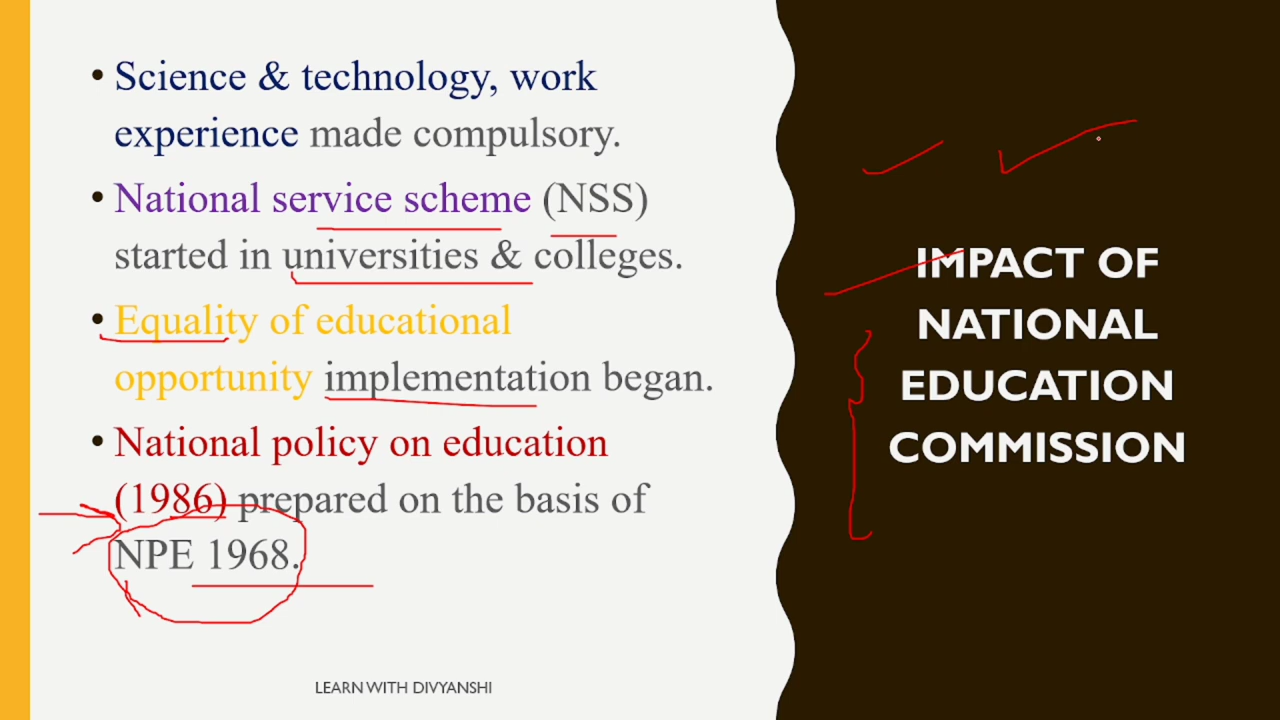 • Science & technology, work
experience made compulsory.
• National service scheme (NSS)
started in universities & colleges.
• Equality of educational
opportunity implementation began.
• National policy on education
(1986) prepared on the basis of
NPE 1968.
LEARN WITH DIVYANSHI
IMPACT OF
NATIONAL
EDUCATION
COMMISSION